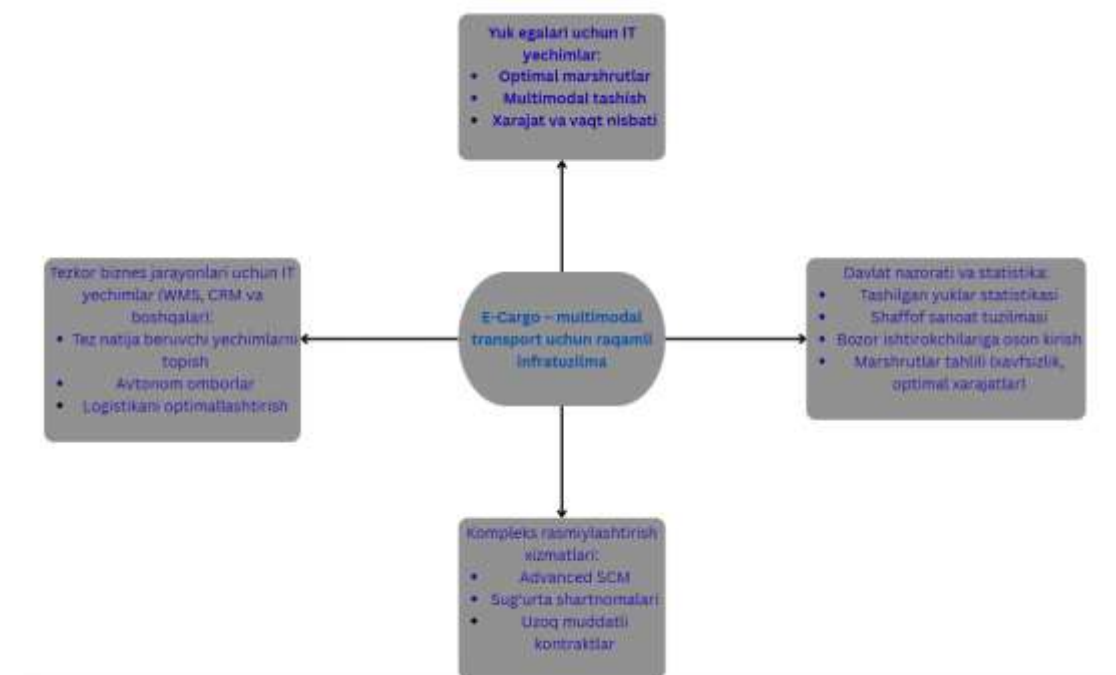 Yuk egalari uchun IT
yechimlar:
• Optimal marshrutlar
• Multimodal tashish
• Xarajat va vaqt nisbati
Tezkor biznes jarayonlari uchun IT
yechimlar (WMS, CRM va
boshqalar):
• Tez natija beruvchi yechimlarni
topish
• Avtonom omborlar
• Logistikani optimallashtirish
E-Cargo – multimodal
transport uchun raqamli
infratuzilma
Davlat nazorati va statistika:
• Tashilgan yuklar statistikasi
• Shaffof sanoat tuzilmasi
• Bozor ishtirokchilariga oson kirish
• Marshrutlar tahlili (xavfsizlik,
optimal xarajatlar)
Kompleks rasmiylashtirish
xizmatlari:
• Advanced SCM
• Sug'urta shartnomalari
• Uzoq muddatli
kontraktlar